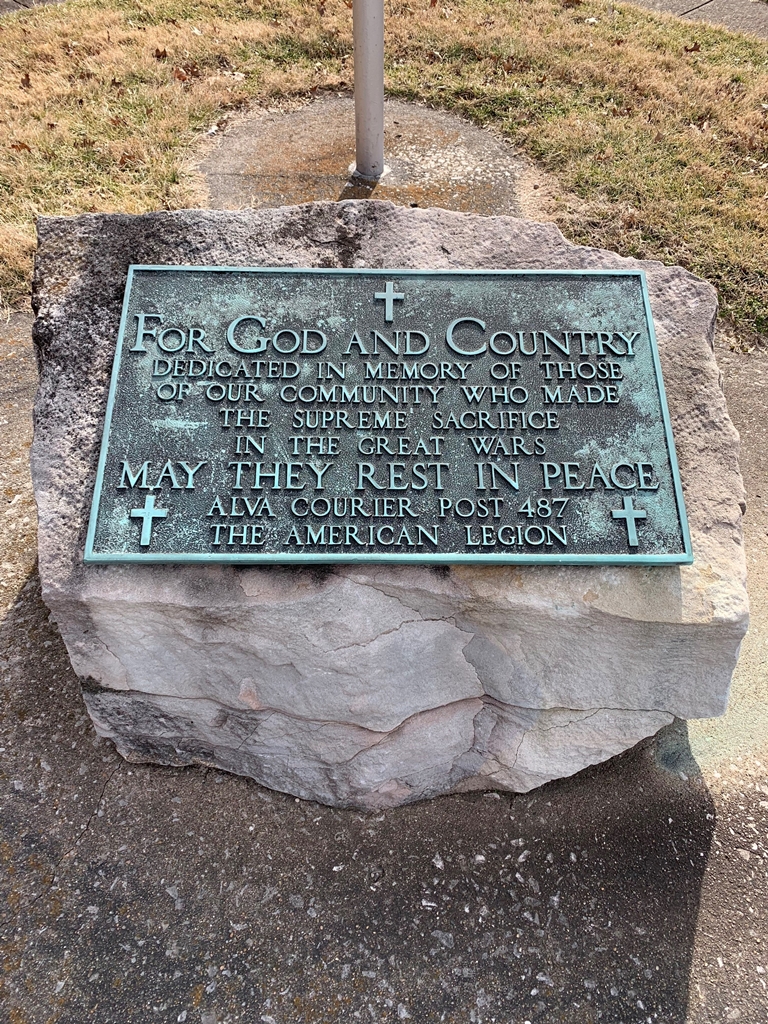 FOR GOD AND COUNTRY
DEDICATED IN MEMORY OF THOSE
OF OUR COMMUNITY WHO MADE
THE SUPREME SACRIFICE
IN THE GREAT WARS
MAY THEY REST IN PEACE
ALVA COURIER POST 487
THE AMERICAN LEGION